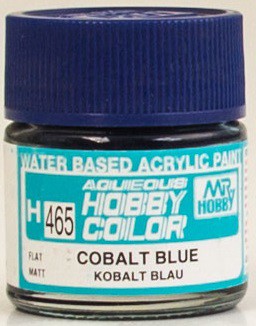 WATER BASED ACRYLIC PAINT
AQUEOUS
HOBBY
COLOR
H 465
MR.
HOBBY
FLAT
MATT
COBALT BLUE
KOBALT BLAU